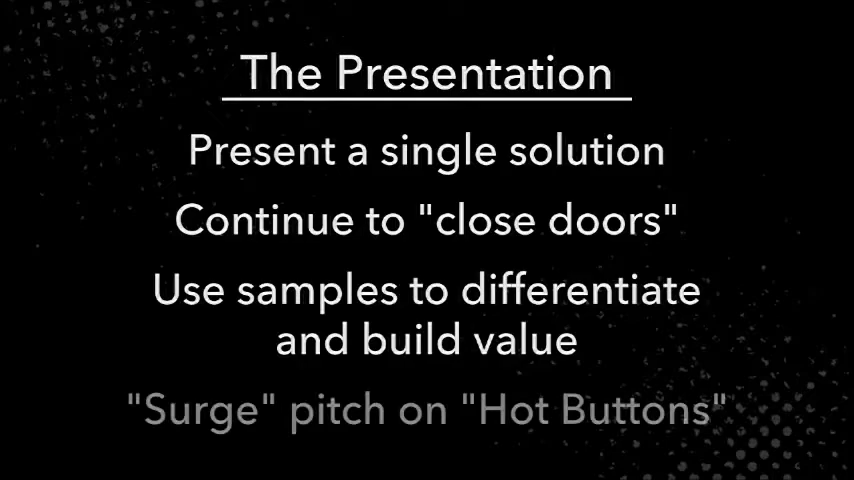 The Presentation
Present a single solution
Continue to "close doors"
Use samples to differentiate
and build value
"Surge" pitch on "Hot Buttons"